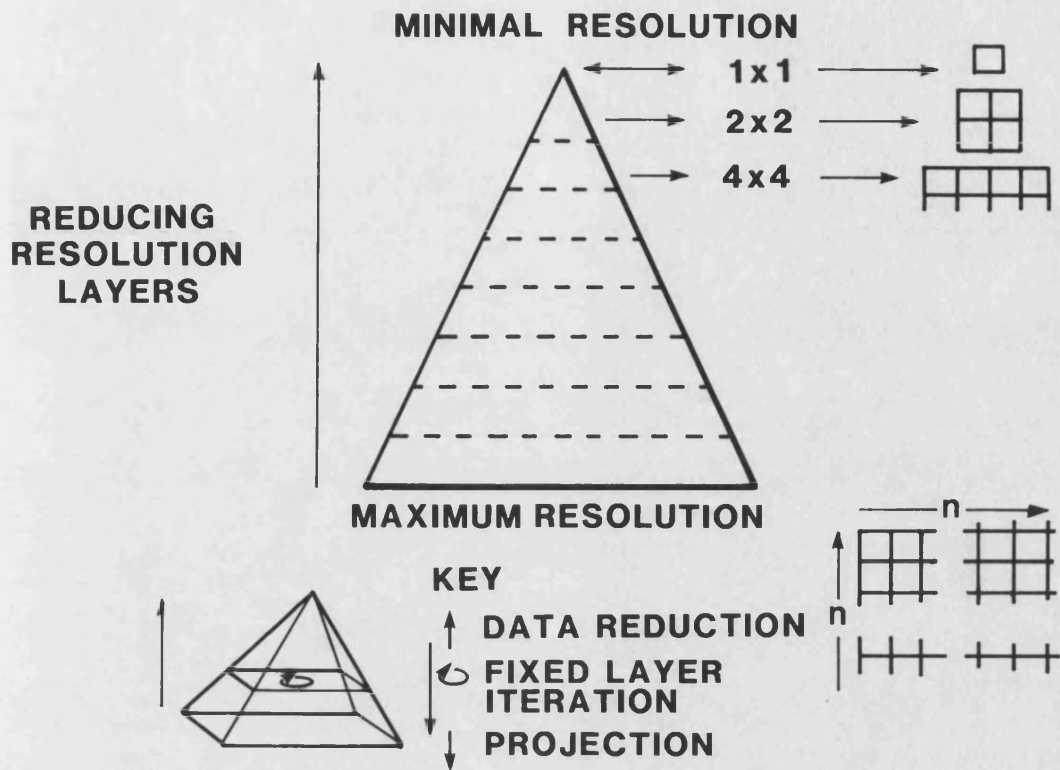 MINIMAL RESOLUTION
1x1
2x2
4x4
REDUCING
RESOLUTION
LAYERS
MAXIMUM RESOLUTION
n
n
KEY
DATA REDUCTION
FIXED LAYER
ITERATION
PROJECTION